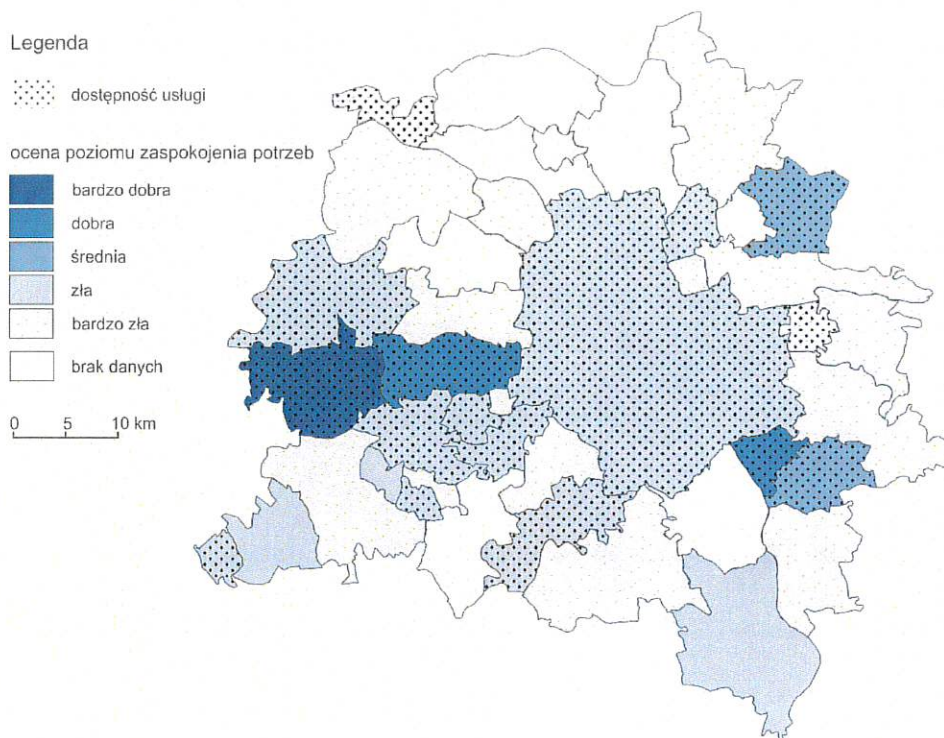 Legenda
dostępność usługi
ocena poziomu zaspokojenia potrzeb
bardzo dobra
dobra
średnia
zła
bardzo zła
brak danych
0 5 10 km